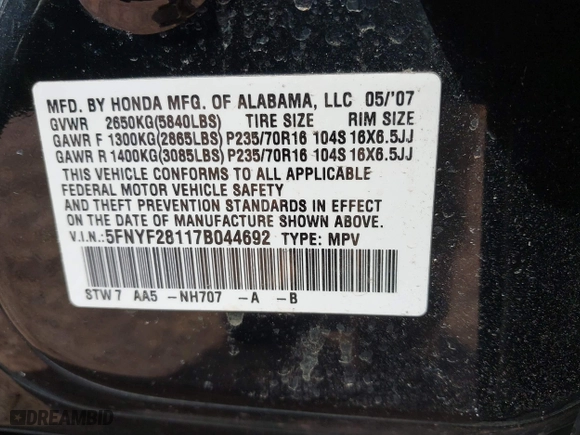 MFD. BY HONDA MFG. OF ALABAMA, LLC 05/'07
GVWR 2650KG(5840LBS) TIRE SIZE RIM SIZE
GAWR F 1300KG(2865LBS) P235/70R16 104S 16X6.5JJ
GAWR R 1400KG(3085LBS) P235/70R16 104S 16X6.5JJ
THIS VEHICLE CONFORMS TO ALL APPLICABLE
FEDERAL MOTOR VEHICLE SAFETY
AND THEFT PREVENTION STANDARDS IN EFFECT
ON THE DATE OF MANUFACTURE SHOWN ABOVE.
V.I.N.:5FNYF28117B044692 TYPE: MPV
STW7 AA5 -NH707 -A -B
DREAMBID